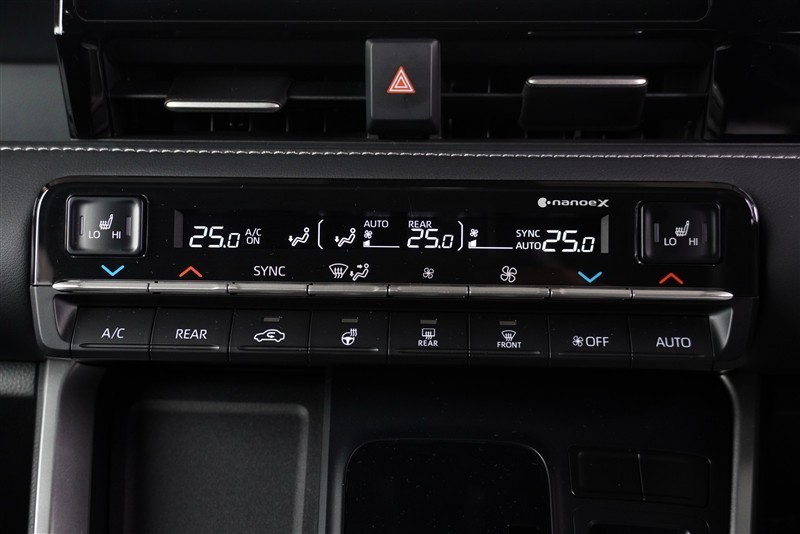 nanoeX
LO HI
25.0 A/C ON
AUTO
REAR 25.0
SYNC AUTO 25.0
LO HI
SYNC
A/C
REAR
REAR
FRONT
OFF
AUTO